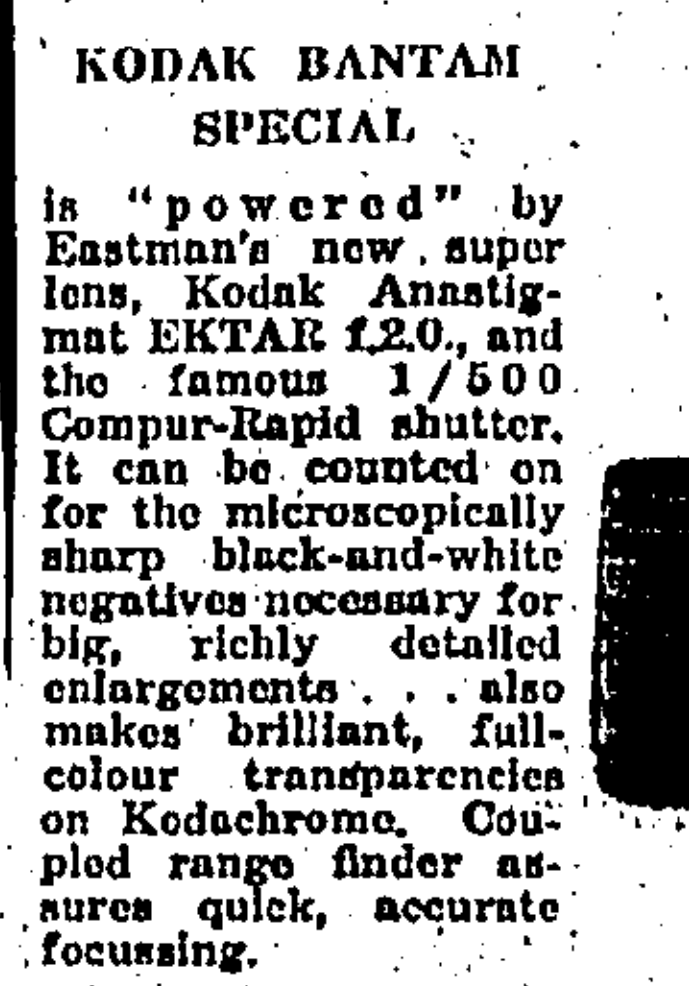 KODAK BANTAM
SPECIAL
is "powered" by
Eastman's new super
lens, Kodak Anastig-
mat EKTAR f.2.0., and
the famous 1/500
Compur-Rapid shutter.
It can be counted on
for the microscopically
sharp black-and-white
negatives necessary for
big, richly detailed
enlargements . . . also
makes brilliant, full-
colour transparencies
on Kodachrome. Cou-
pled range finder as-
sures quick, accurate
focussing.